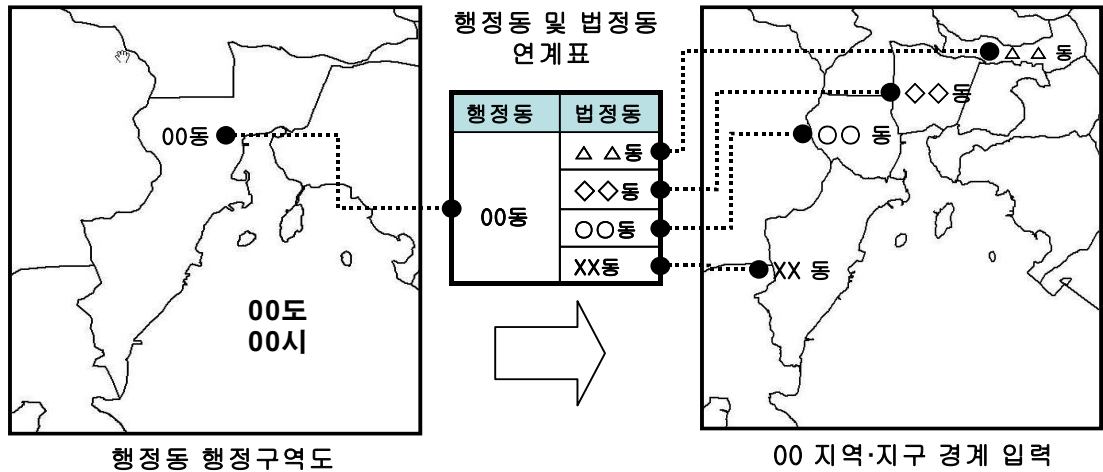 행정동 및 법정동
연계표
00동
00도
00시
행정동 행정구역도
행정동 법정동
00동
△ △동
◇◇동
○○동
XX동
△ △ 동
◇◇동
○○ 동
XX 동
00 지역·지구 경계 입력